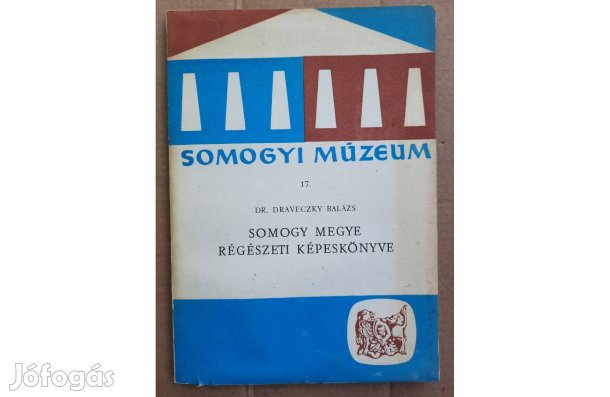 SOMOGYI MÚZEUM
17.
DR. DRAVECZKY BALÁZS
SOMOGY MEGYE
RÉGÉSZETI KÉPESKÖNYVE
Jófogás